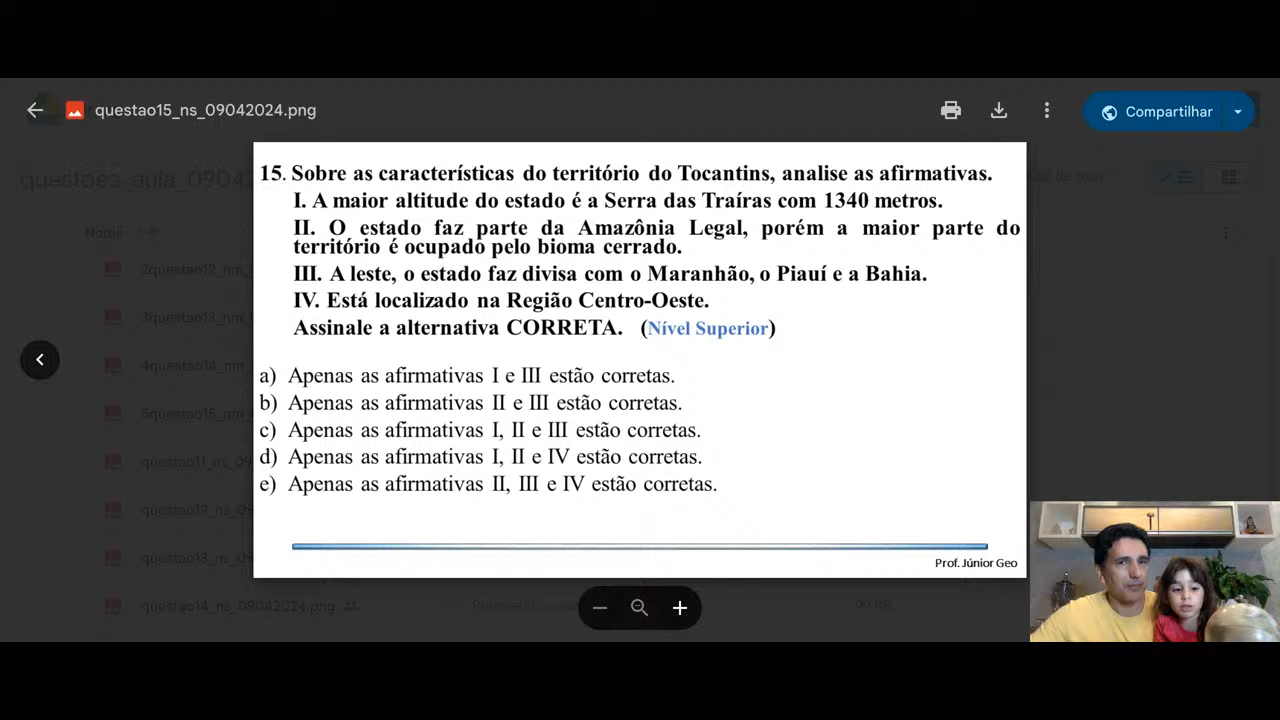 questao15_ns_09042024.png
Compartilhar
questoes_aula_0904
Nome
15. Sobre as características do território do Tocantins, analise as afirmativas.
I. A maior altitude do estado é a Serra das Traíras com 1340 metros.
II. O estado faz parte da Amazônia Legal, porém a maior parte do
território é ocupado pelo bioma cerrado.
III. A leste, o estado faz divisa com o Maranhão, o Piauí e a Bahia.
IV. Está localizado na Região Centro-Oeste.
Assinale a alternativa CORRETA. (Nível Superior)
a) Apenas as afirmativas I e III estão corretas.
b) Apenas as afirmativas II e III estão corretas.
c) Apenas as afirmativas I, II e III estão corretas.
d) Apenas as afirmativas I, II e IV estão corretas.
e) Apenas as afirmativas II, III e IV estão corretas.
Prof. Júnior Geo
questao14_ns_09042024.png